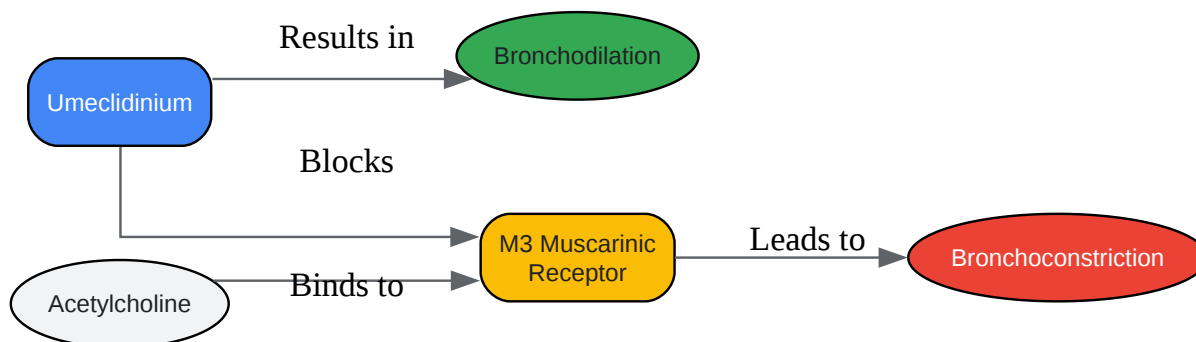 Results in
Bronchodilation
Umeclidinium
Blocks
M3 Muscarinic
Receptor
Leads to
Bronchoconstriction
Binds to
Acetylcholine